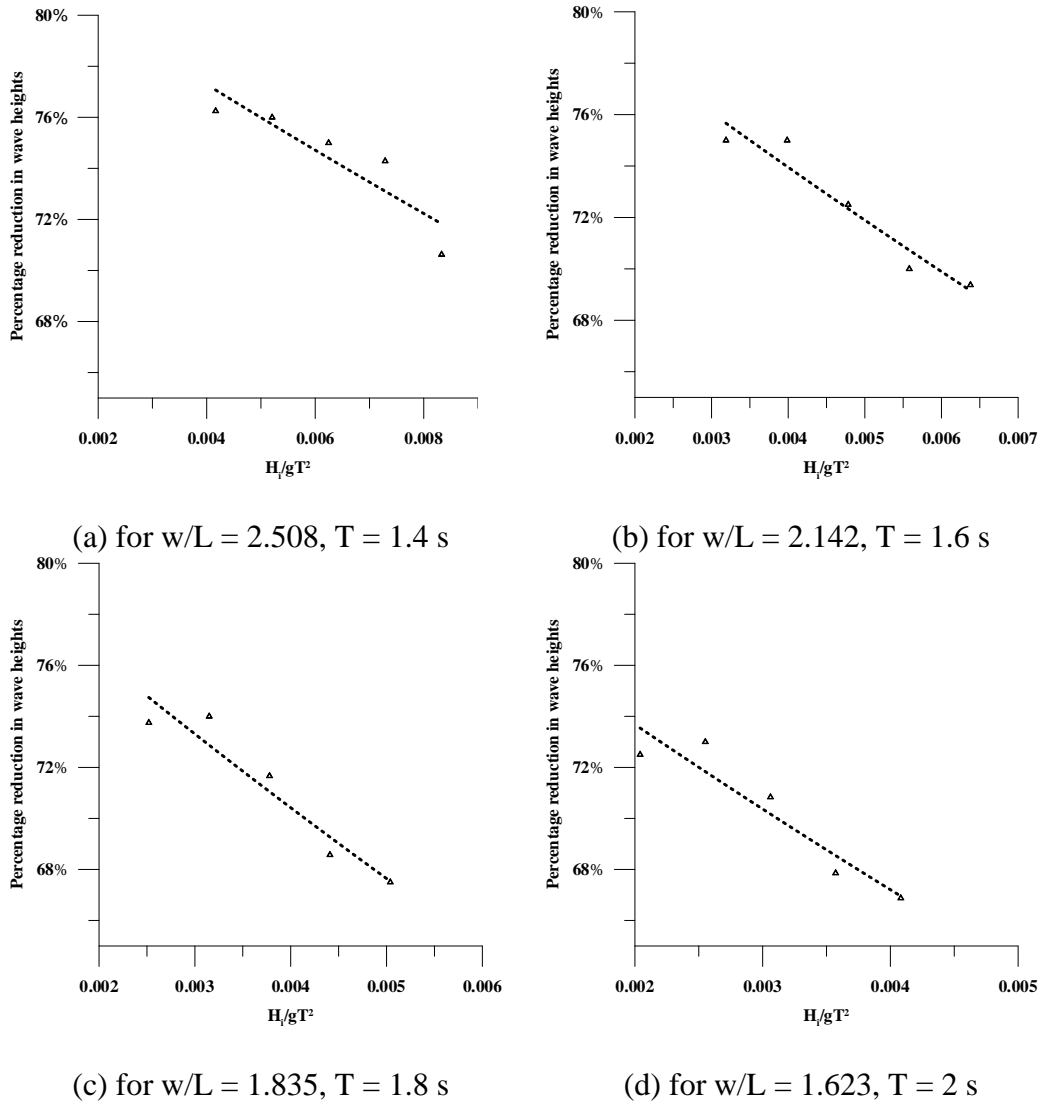 80%
76%
72%
68%
Percentage reduction in wave heights
0.002 0.004 0.006 0.008
Hᵢ/gT²
(a) for w/L = 2.508, T = 1.4 s
80%
76%
72%
68%
Percentage reduction in wave heights
0.002 0.003 0.004 0.005 0.006 0.007
Hᵢ/gT²
(b) for w/L = 2.142, T = 1.6 s
80%
76%
72%
68%
Percentage reduction in wave heights
0.002 0.003 0.004 0.005 0.006
Hᵢ/gT²
(c) for w/L = 1.835, T = 1.8 s
80%
76%
72%
68%
Percentage reduction in wave heights
0.002 0.003 0.004 0.005
Hᵢ/gT²
(d) for w/L = 1.623, T = 2 s